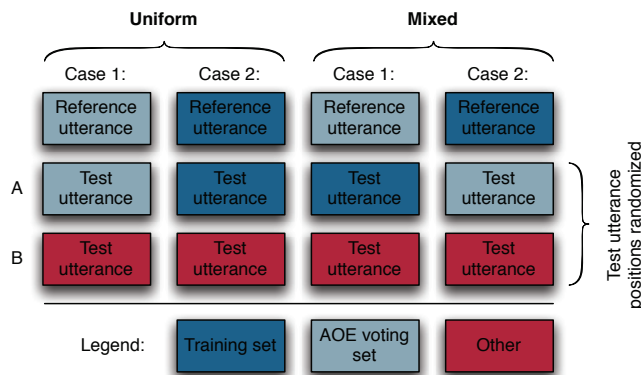 Uniform Mixed
Case 1: Case 2: Case 1: Case 2:
Reference utterance Reference utterance Reference utterance Reference utterance
A Test utterance Test utterance Test utterance Test utterance
B Test utterance Test utterance Test utterance Test utterance
Test utterance
positions randomized
Legend: Training set AOE voting set Other